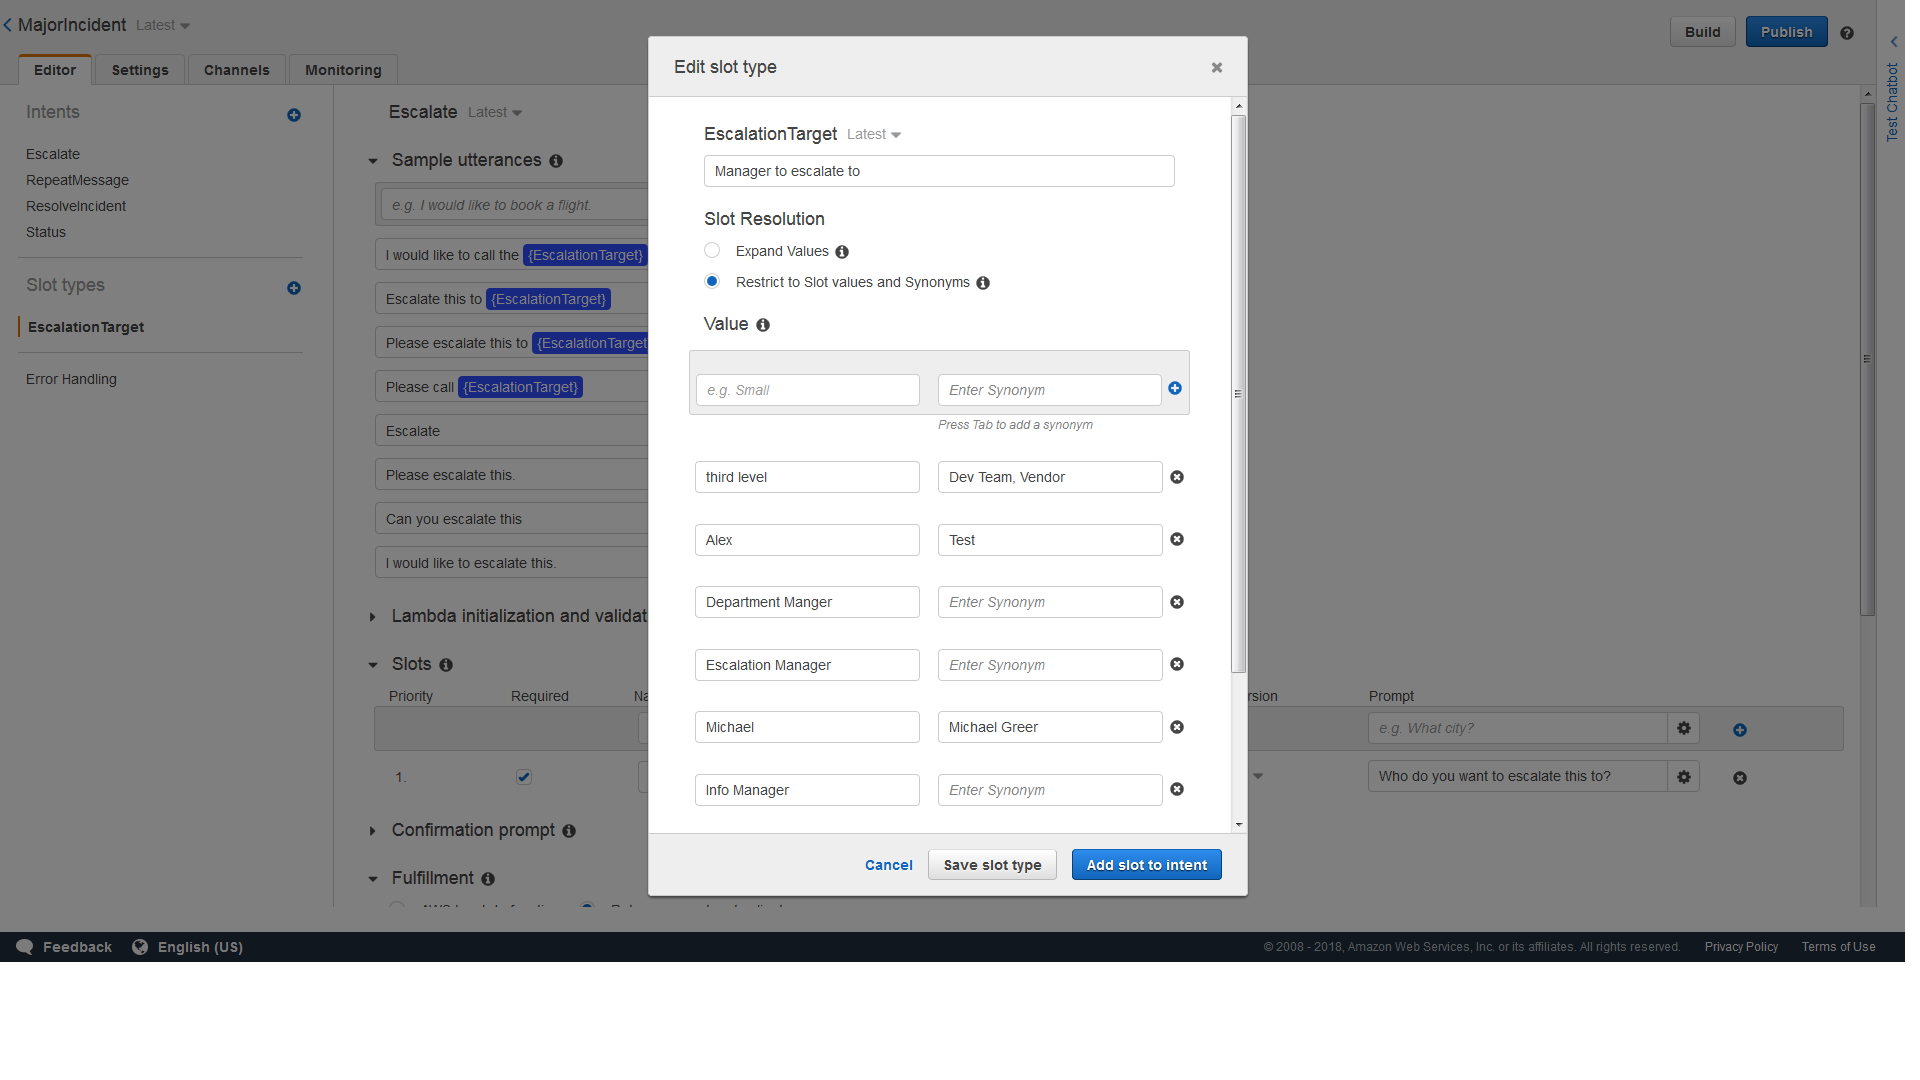 MajorIncident Latest
Build Publish
Test Chatbot
Editor Settings Channels Monitoring
Intents
Escalate
RepeatMessage
ResolveIncident
Status
Slot types
EscalationTarget
Error Handling
Escalate Latest
Sample utterances
e.g. I would like to book a flight.
I would like to call the {EscalationTarget}
Escalate this to {EscalationTarget}
Please escalate this to {EscalationTarget
Please call {EscalationTarget}
Escalate
Please escalate this.
Can you escalate this
I would like to escalate this.
Lambda initialization and validat
Slots
Priority Required Na rsion Prompt
e.g. What city?
1. Who do you want to escalate this to?
Confirmation prompt
Fulfillment
Edit slot type
EscalationTarget Latest
Manager to escalate to
Slot Resolution
Expand Values
Restrict to Slot values and Synonyms
Value
e.g. Small Enter Synonym
Press Tab to add a synonym
third level Dev Team, Vendor
Alex Test
Department Manger Enter Synonym
Escalation Manager Enter Synonym
Michael Michael Greer
Info Manager Enter Synonym
Cancel Save slot type Add slot to intent
Feedback English (US) © 2008 - 2018, Amazon Web Services, Inc. or its affiliates. All rights reserved. Privacy Policy Terms of Use